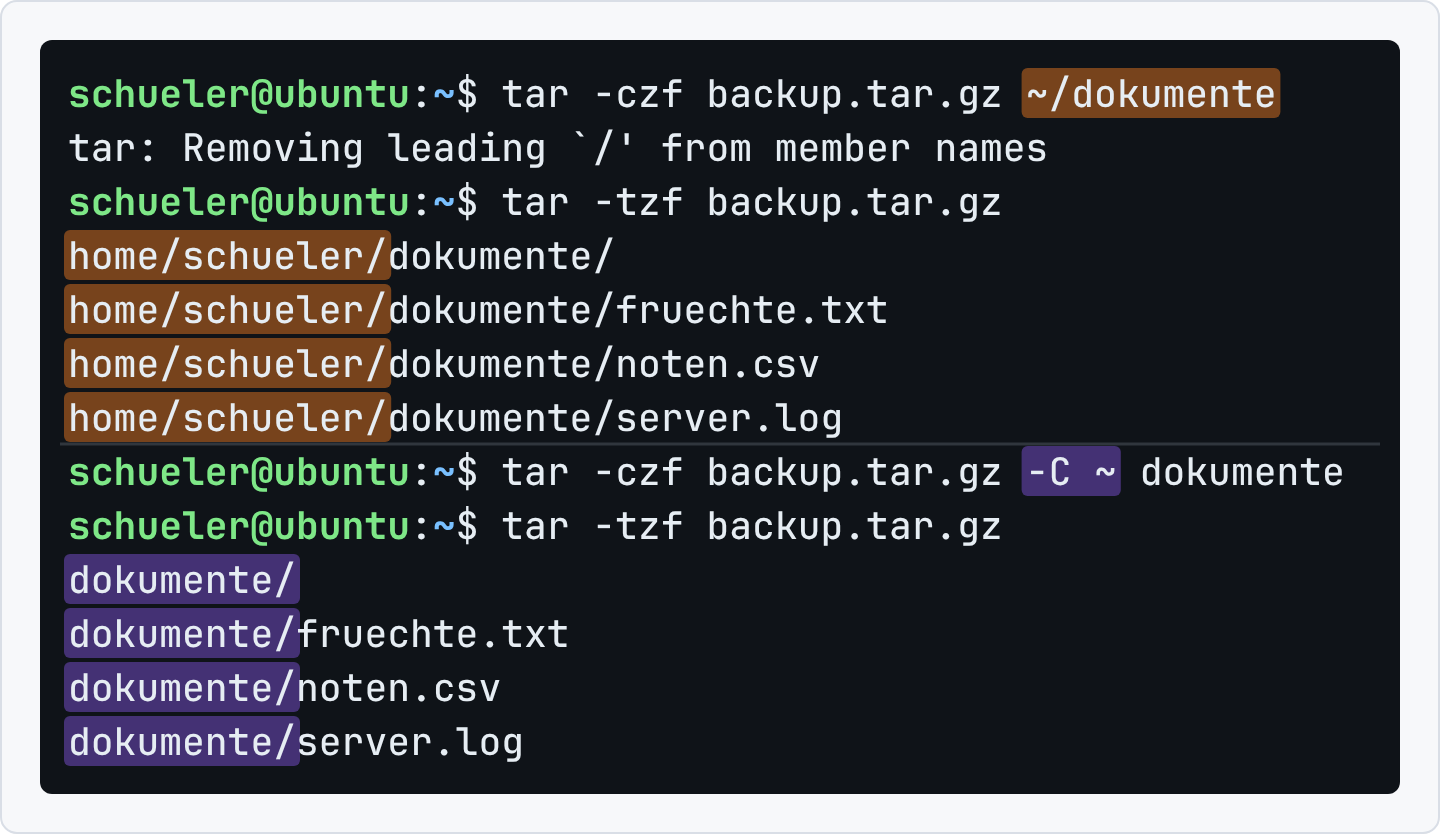 schueler@ubuntu:~$ tar -czf backup.tar.gz ~/dokumente
tar: Removing leading `/' from member names
schueler@ubuntu:~$ tar -tzf backup.tar.gz
home/schueler/dokumente/
home/schueler/dokumente/fruechte.txt
home/schueler/dokumente/noten.csv
home/schueler/dokumente/server.log
schueler@ubuntu:~$ tar -czf backup.tar.gz -C ~ dokumente
schueler@ubuntu:~$ tar -tzf backup.tar.gz
dokumente/
dokumente/fruechte.txt
dokumente/noten.csv
dokumente/server.log